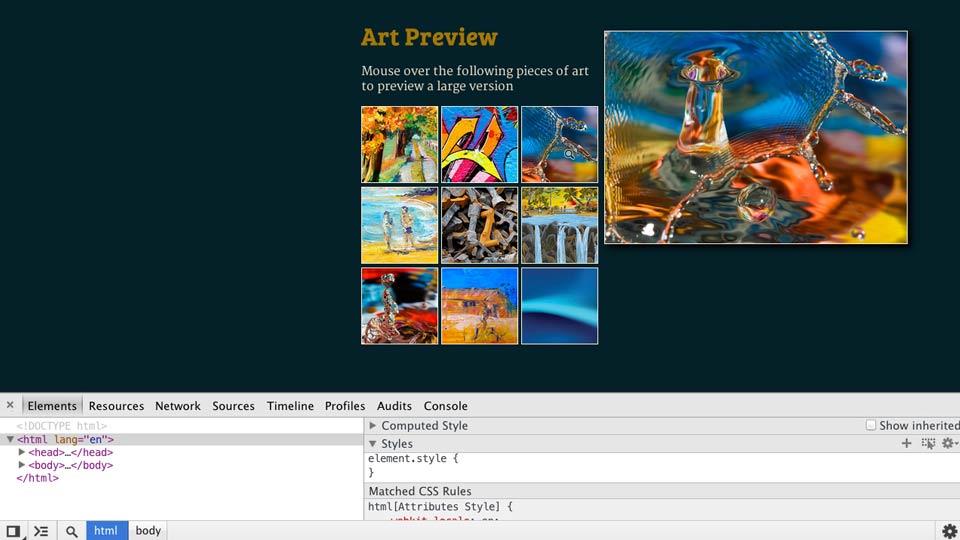 Art Preview
Mouse over the following pieces of art
to preview a large version
× Elements Resources Network Sources Timeline Profiles Audits Console
<!DOCTYPE html>
▼<html lang="en">
▶<head>…</head>
▶<body>…</body>
</html>
▶ Computed Style Show inherited
▼ Styles
element.style {
}
Matched CSS Rules
html[Attributes Style] {
html body